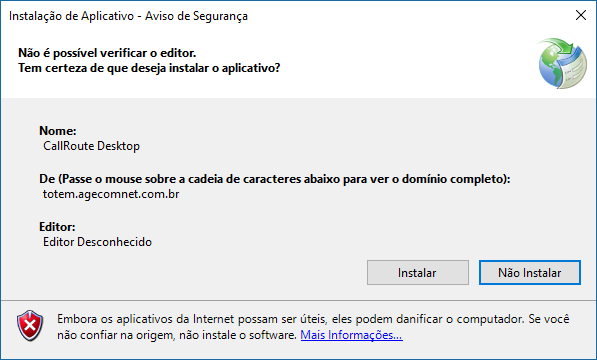 Instalação de Aplicativo - Aviso de Segurança
Não é possível verificar o editor.
Tem certeza de que deseja instalar o aplicativo?
Nome:
CallRoute Desktop
De (Passe o mouse sobre a cadeia de caracteres abaixo para ver o domínio completo):
totem.agecomnet.com.br
Editor:
Editor Desconhecido
Instalar
Não Instalar
Embora os aplicativos da Internet possam ser úteis, eles podem danificar o computador. Se você
não confiar na origem, não instale o software. Mais Informações...